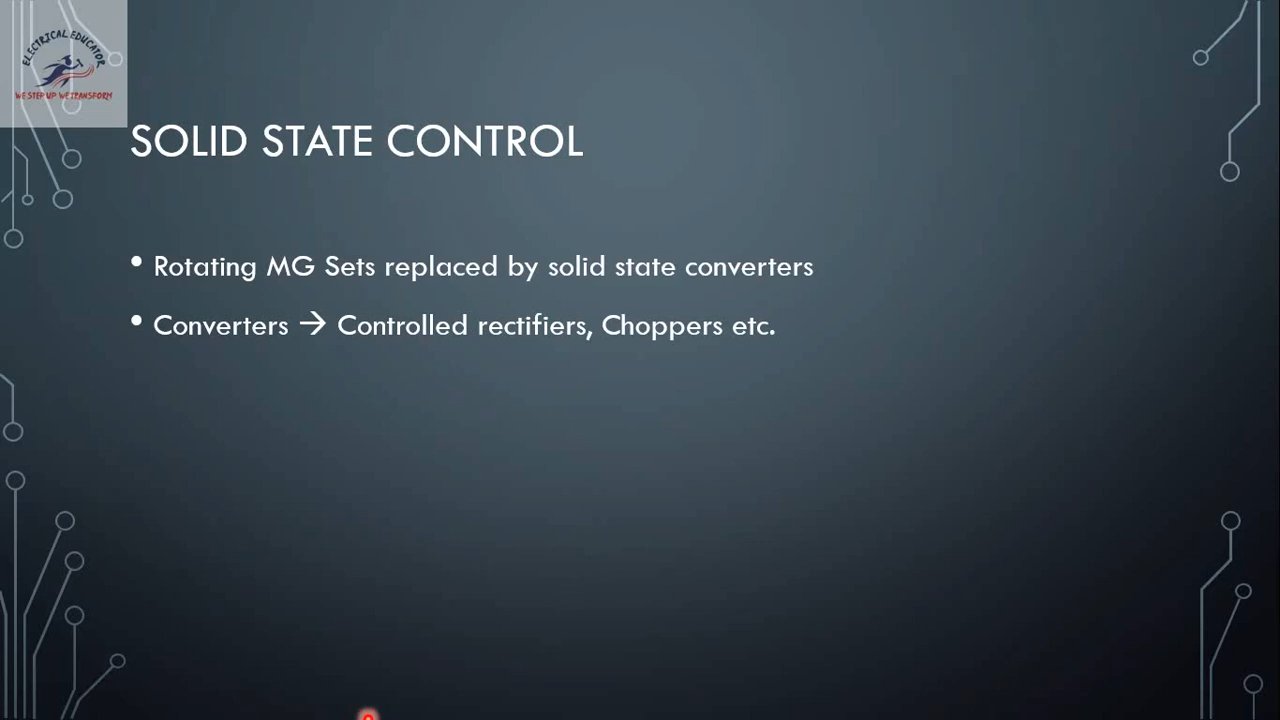 ELECTRICAL EDUCATOR
WE STEP UP WE TRANSFORM
SOLID STATE CONTROL
• Rotating MG Sets replaced by solid state converters
• Converters → Controlled rectifiers, Choppers etc.